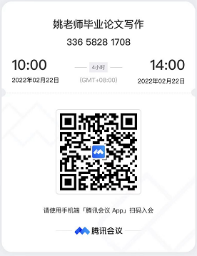 姚老师毕业论文写作
336 5828 1708
10:00 4小时 14:00
2022年02月22日 (GMT+08:00) 2022年02月22日
请使用手机端「腾讯会议 App」扫码入会
腾讯会议